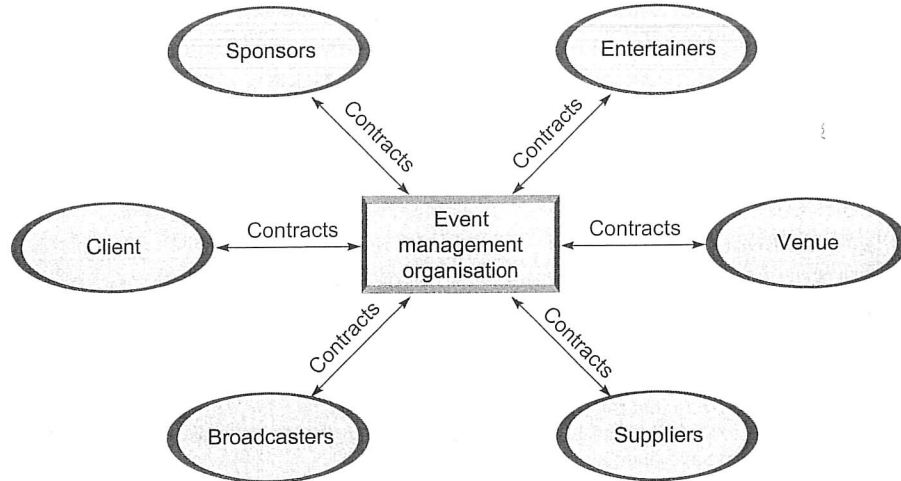 Sponsors
Entertainers
Contracts
Contracts
Client
Contracts
Event
management
organisation
Contracts
Venue
Contracts
Contracts
Broadcasters
Suppliers